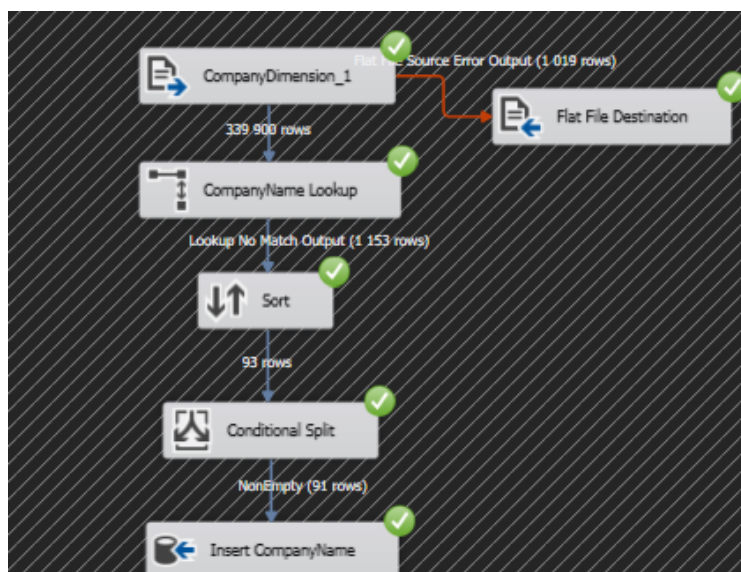 Flat File Source Error Output (1 019 rows)
CompanyDimension_1
Flat File Destination
339 900 rows
CompanyName Lookup
Lookup No Match Output (1 153 rows)
Sort
93 rows
Conditional Split
NonEmpty (91 rows)
Insert CompanyName